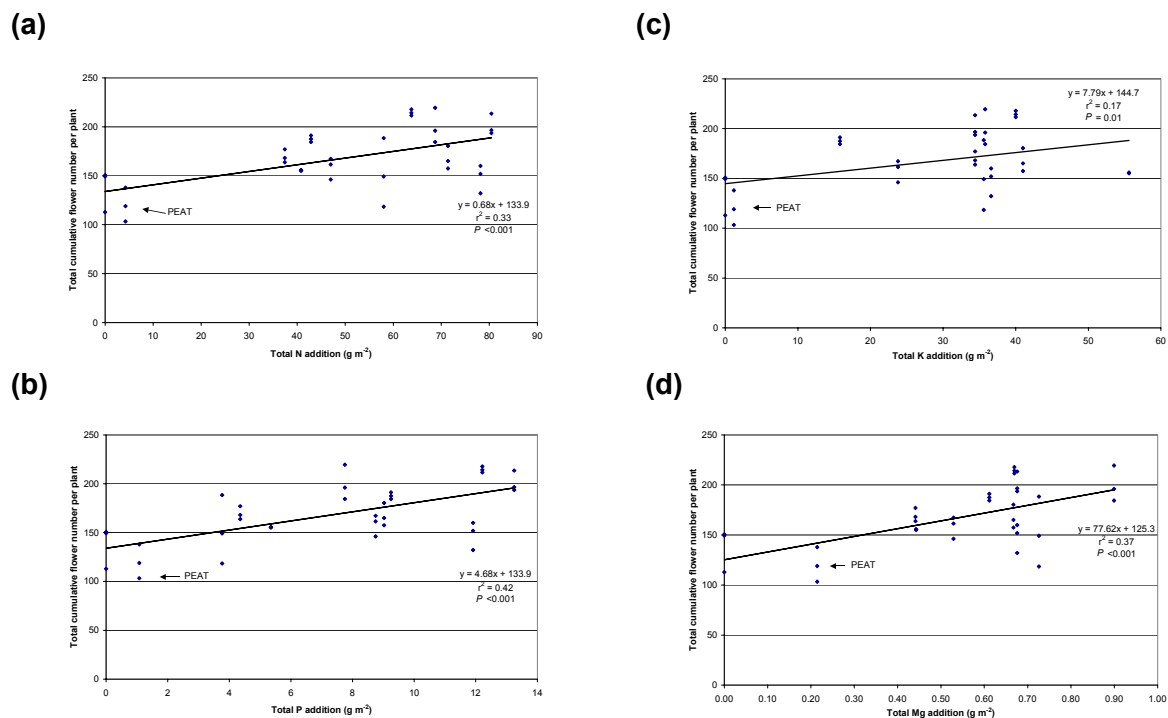 (a)
250
200
150
100
50
0
Total cumulative flower number per plant
PEAT
y = 0.68x + 133.9
r² = 0.33
P <0.001
0 10 20 30 40 50 60 70 80 90
Total N addition (g m⁻²)
(c)
250
200
150
100
50
0
Total cumulative flower number per plant
y = 7.79x + 144.7
r² = 0.17
P = 0.01
PEAT
0 10 20 30 40 50 60
Total K addition (g m⁻²)
(b)
250
200
150
100
50
0
Total cumulative flower number per plant
PEAT
y = 4.68x + 133.9
r² = 0.42
P <0.001
0 2 4 6 8 10 12 14
Total P addition (g m⁻²)
(d)
250
200
150
100
50
0
Total cumulative flower number per plant
PEAT
y = 77.62x + 125.3
r² = 0.37
P <0.001
0.00 0.10 0.20 0.30 0.40 0.50 0.60 0.70 0.80 0.90 1.00
Total Mg addition (g m⁻²)